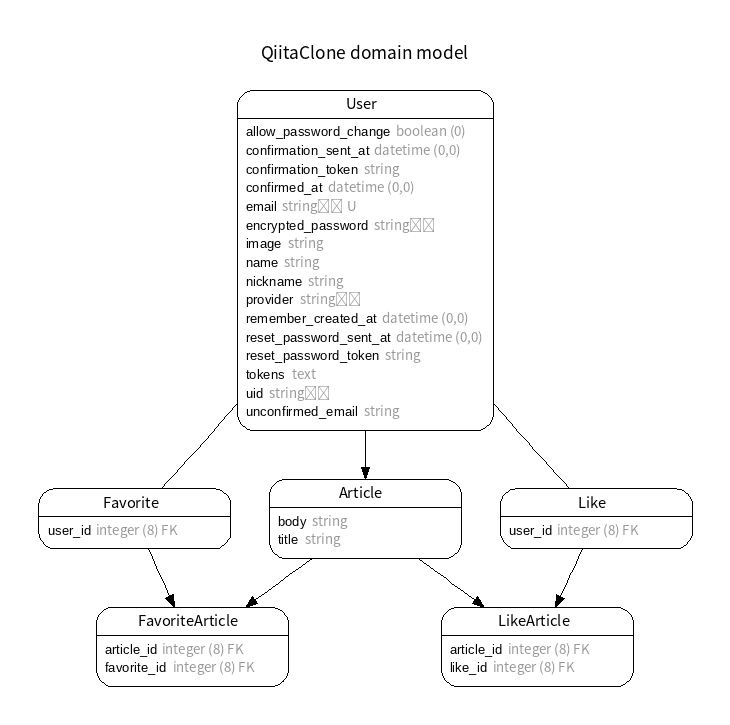 QiitaClone domain model
User
allow_password_change boolean (0)
confirmation_sent_at datetime (0,0)
confirmation_token string
confirmed_at datetime (0,0)
email string U
encrypted_password string
image string
name string
nickname string
provider string
remember_created_at datetime (0,0)
reset_password_sent_at datetime (0,0)
reset_password_token string
tokens text
uid string
unconfirmed_email string
Favorite
user_id integer (8) FK
Article
body string
title string
Like
user_id integer (8) FK
FavoriteArticle
article_id integer (8) FK
favorite_id integer (8) FK
LikeArticle
article_id integer (8) FK
like_id integer (8) FK